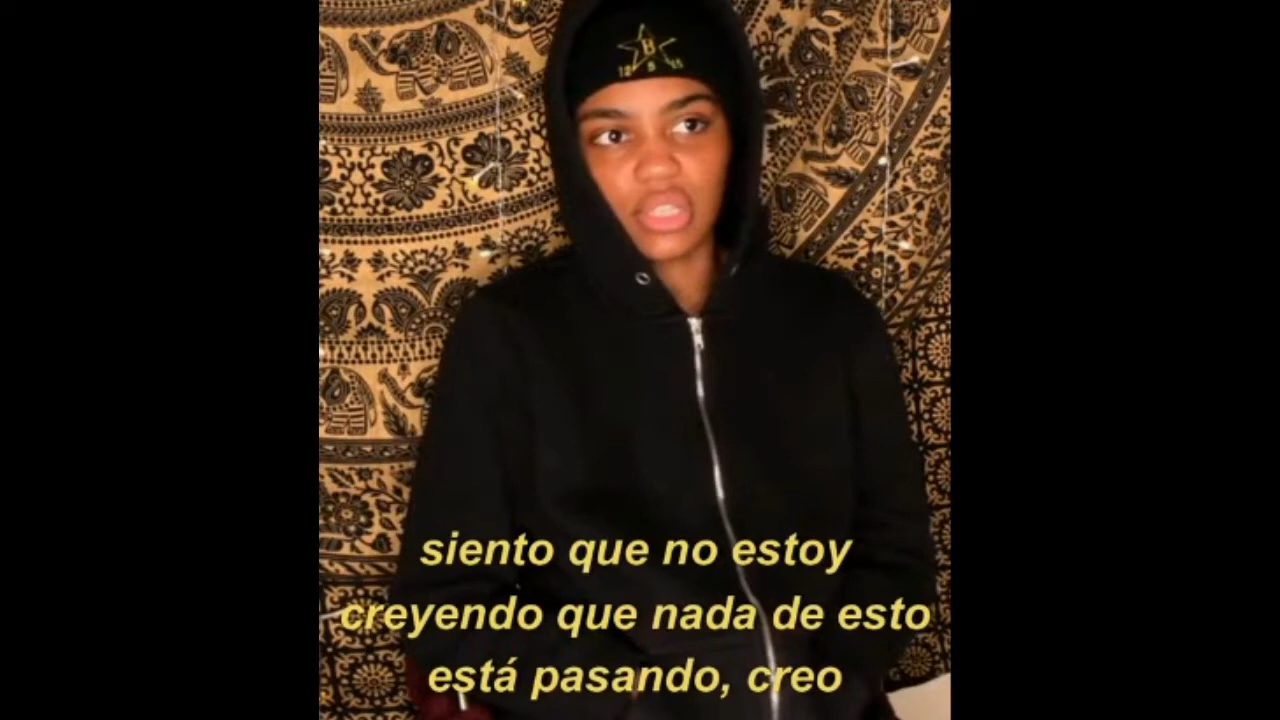 B
siento que no estoy
creyendo que nada de esto
está pasando, creo